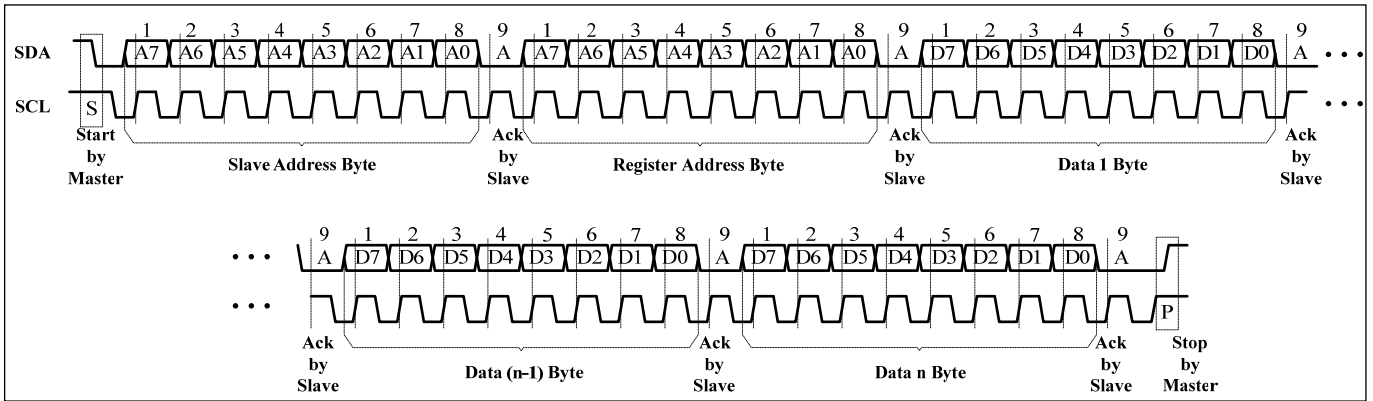 1 2 3 4 5 6 7 8 9 1 2 3 4 5 6 7 8 9 1 2 3 4 5 6 7 8 9
SDA A7 A6 A5 A4 A3 A2 A1 A0 A A7 A6 A5 A4 A3 A2 A1 A0 A D7 D6 D5 D4 D3 D2 D1 D0 A • • •
SCL S • • •
Start by Master
Slave Address Byte
Ack by Slave
Register Address Byte
Ack by Slave
Data 1 Byte
Ack by Slave
9 1 2 3 4 5 6 7 8 9 1 2 3 4 5 6 7 8 9
• • • A D7 D6 D5 D4 D3 D2 D1 D0 A D7 D6 D5 D4 D3 D2 D1 D0 A
• • • P
Ack by Slave
Data (n-1) Byte
Ack by Slave
Data n Byte
Ack by Slave
Stop by Master